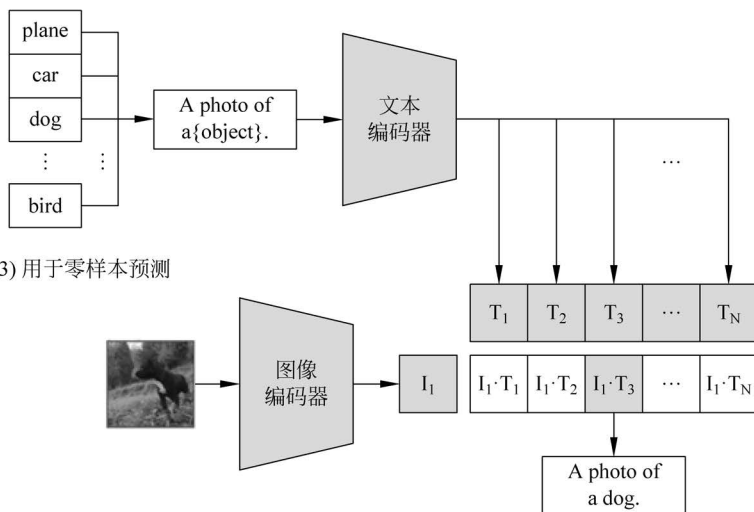 plane
car
dog
⋮
⋮
bird
A photo of
a{object}.
文本
编码器
⋯
3) 用于零样本预测
T₁
T₂
T₃
⋯
T_N
图像
编码器
I₁
I₁·T₁
I₁·T₂
I₁·T₃
⋯
I₁·T_N
A photo of
a dog.